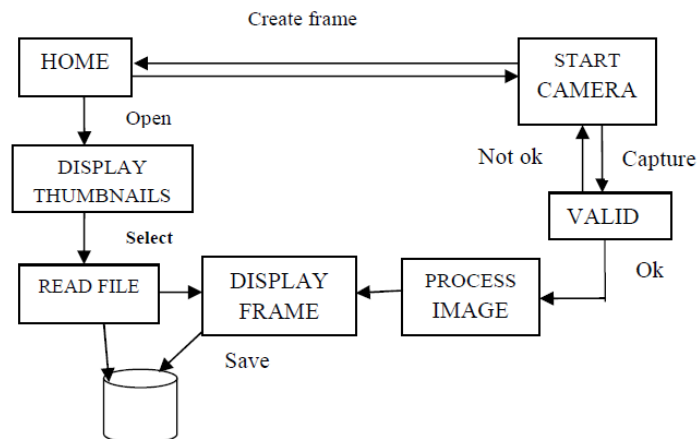 Create frame
HOME
START
CAMERA
Open
Not ok
Capture
DISPLAY
THUMBNAILS
VALID
Select
Ok
READ FILE
DISPLAY
FRAME
PROCESS
IMAGE
Save